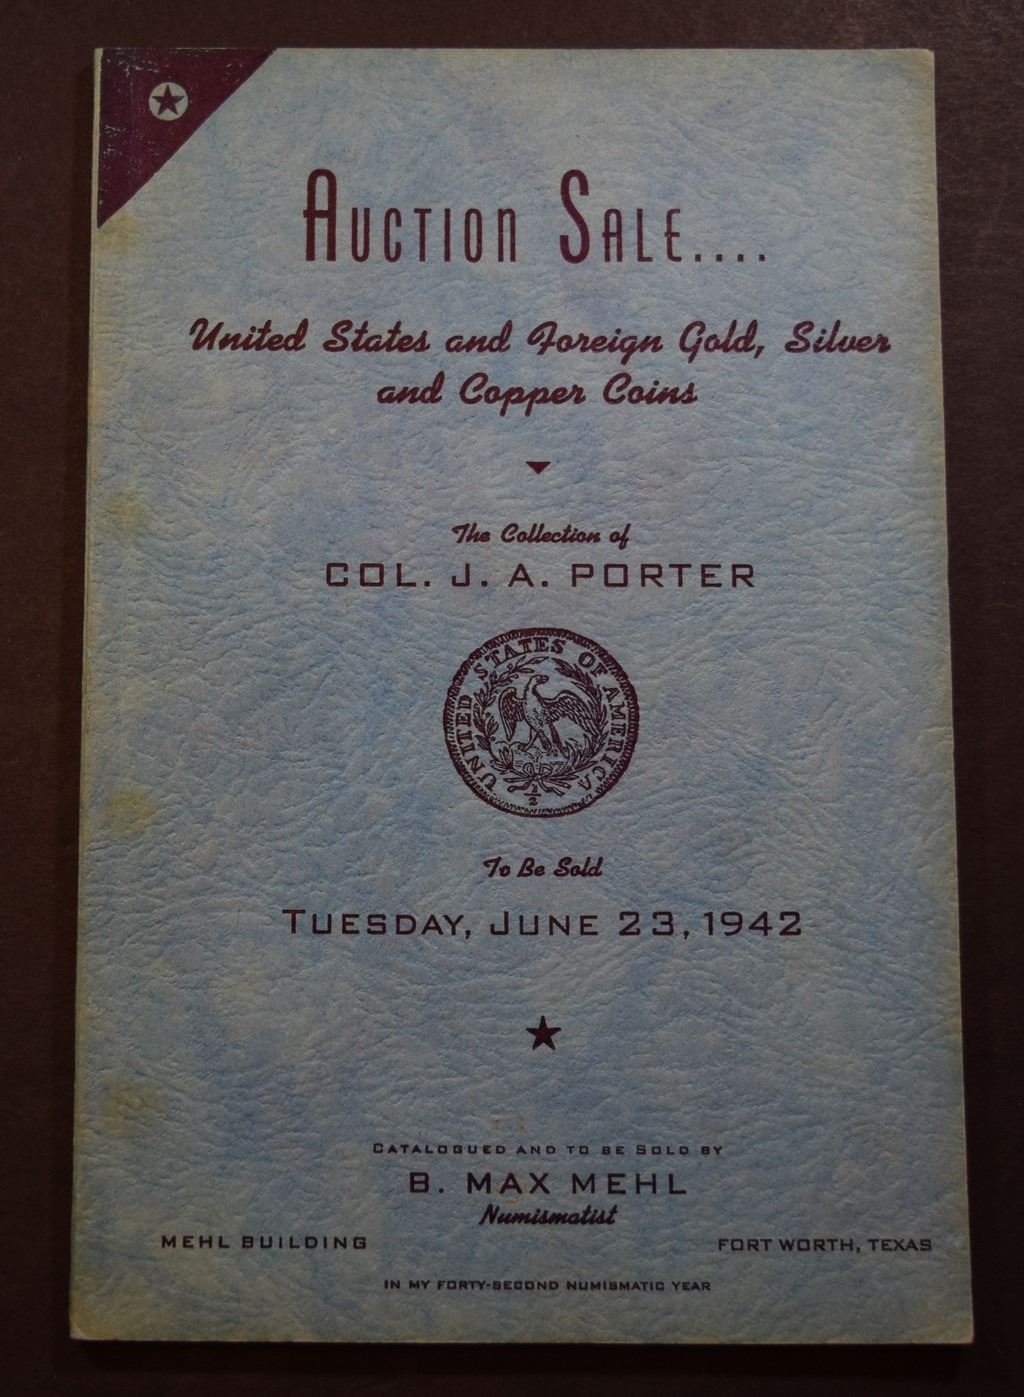 Auction Sale....
United States and Foreign Gold, Silver
and Copper Coins
The Collection of
COL. J. A. PORTER
UNITED STATES OF AMERICA
1/2
To Be Sold
TUESDAY, JUNE 23, 1942
CATALOGUED AND TO BE SOLD BY
B. MAX MEHL
Numismatist
MEHL BUILDING
FORT WORTH, TEXAS
IN MY FORTY-SECOND NUMISMATIC YEAR